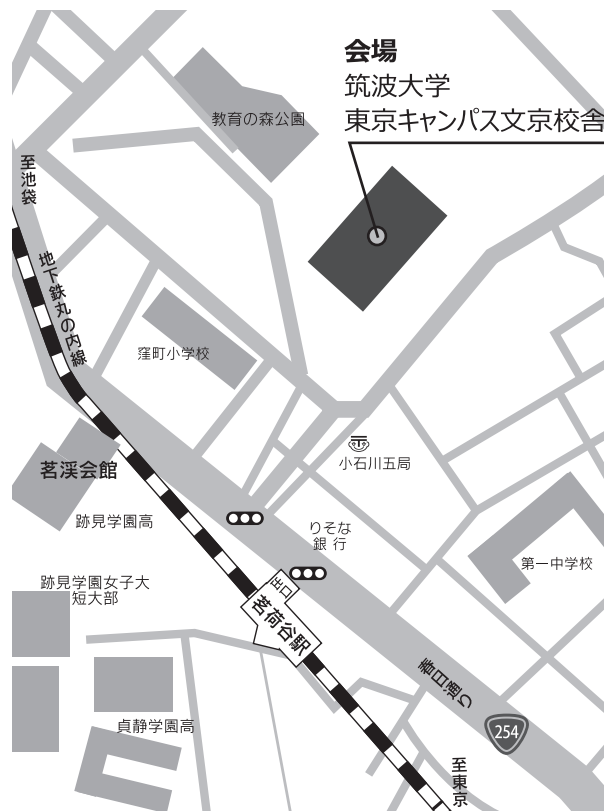 会場
筑波大学
東京キャンパス文京校舎
教育の森公園
至池袋
地下鉄丸の内線
窪町小学校
小石川五局
茗渓会館
跡見学園高
りそな
銀行
第一中学校
跡見学園女子大
短大部
出口
茗荷谷駅
春日通り
254
貞静学園高
至東京